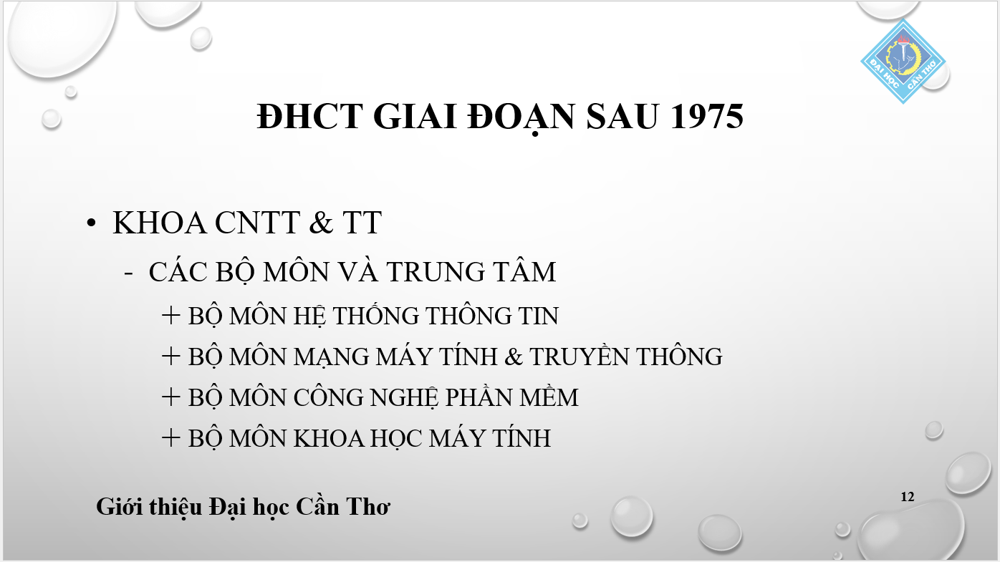 ĐẠI HỌC CẦN THƠ
ĐHCT GIAI ĐOẠN SAU 1975
• KHOA CNTT & TT
- CÁC BỘ MÔN VÀ TRUNG TÂM
+ BỘ MÔN HỆ THỐNG THÔNG TIN
+ BỘ MÔN MẠNG MÁY TÍNH & TRUYỀN THÔNG
+ BỘ MÔN CÔNG NGHỆ PHẦN MỀM
+ BỘ MÔN KHOA HỌC MÁY TÍNH
Giới thiệu Đại học Cần Thơ
12